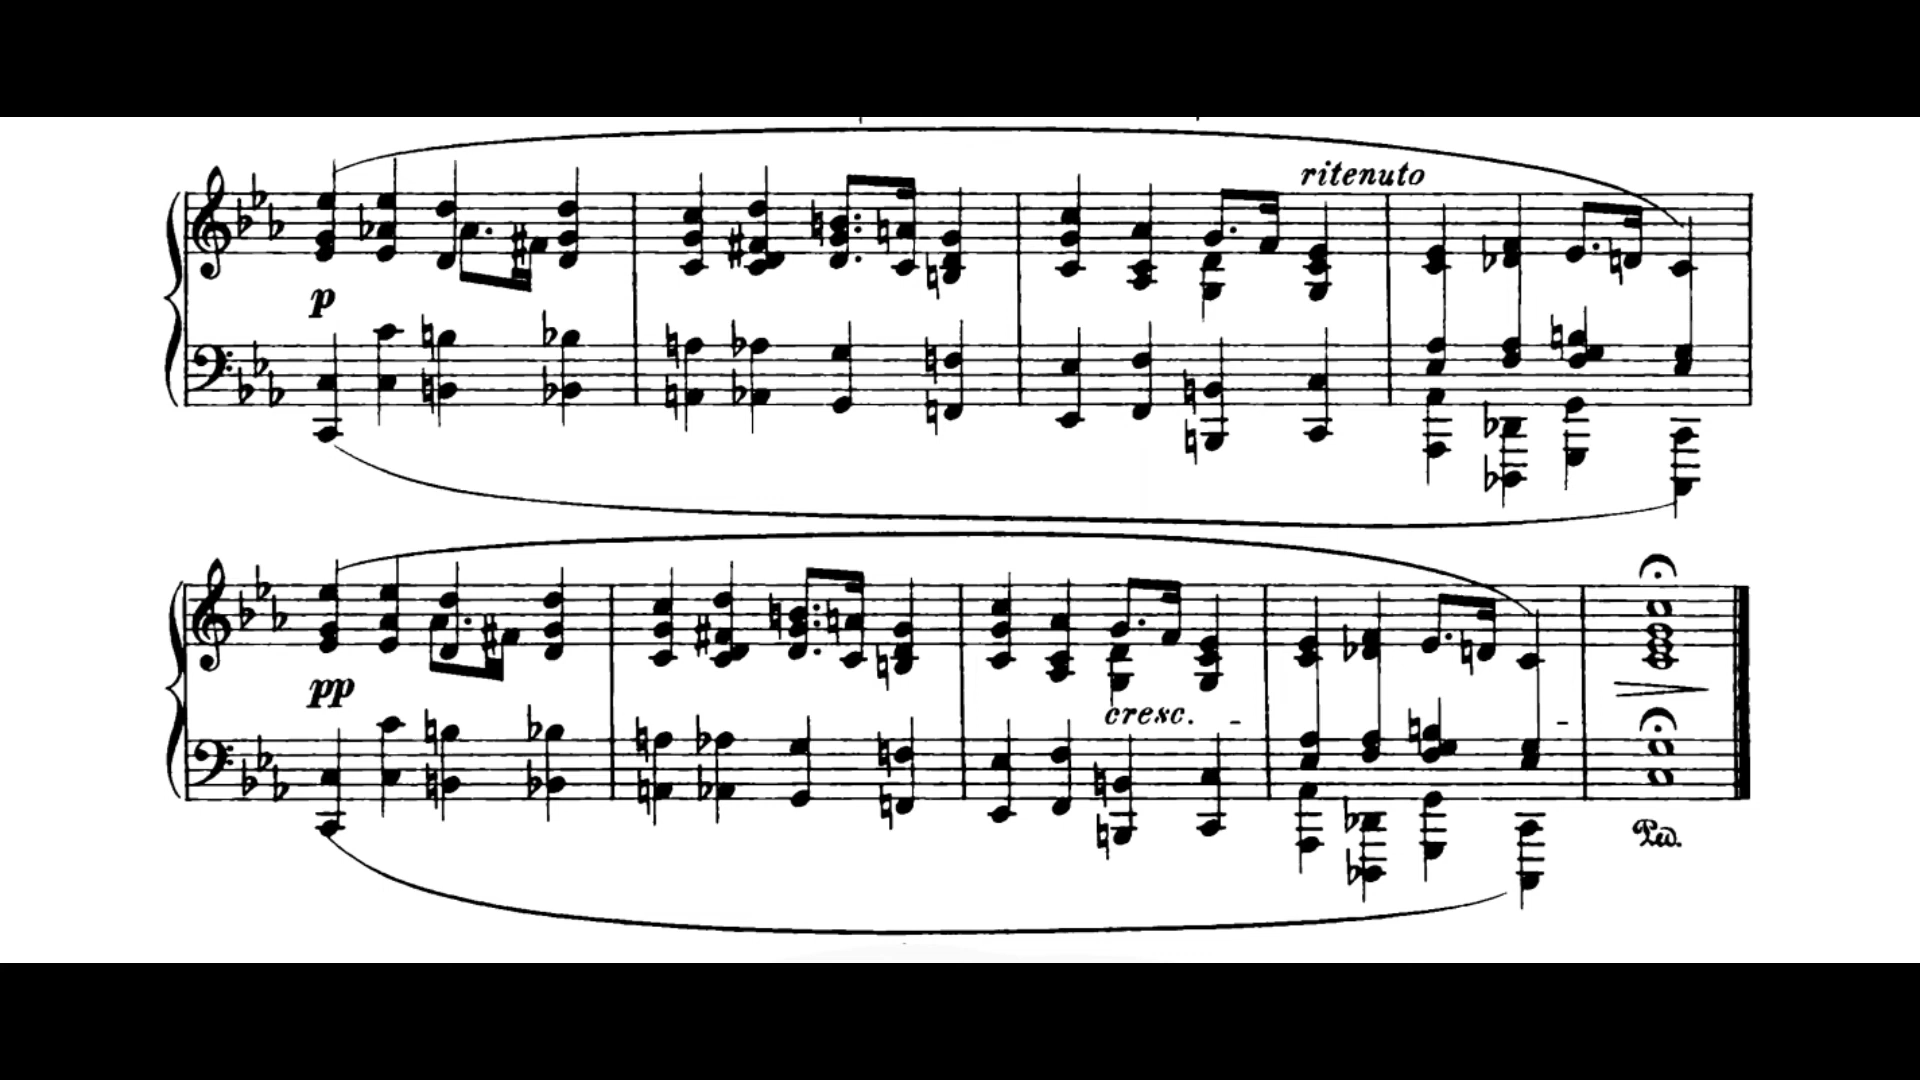 ritenuto
p
pp
cresc. - -
Ped.